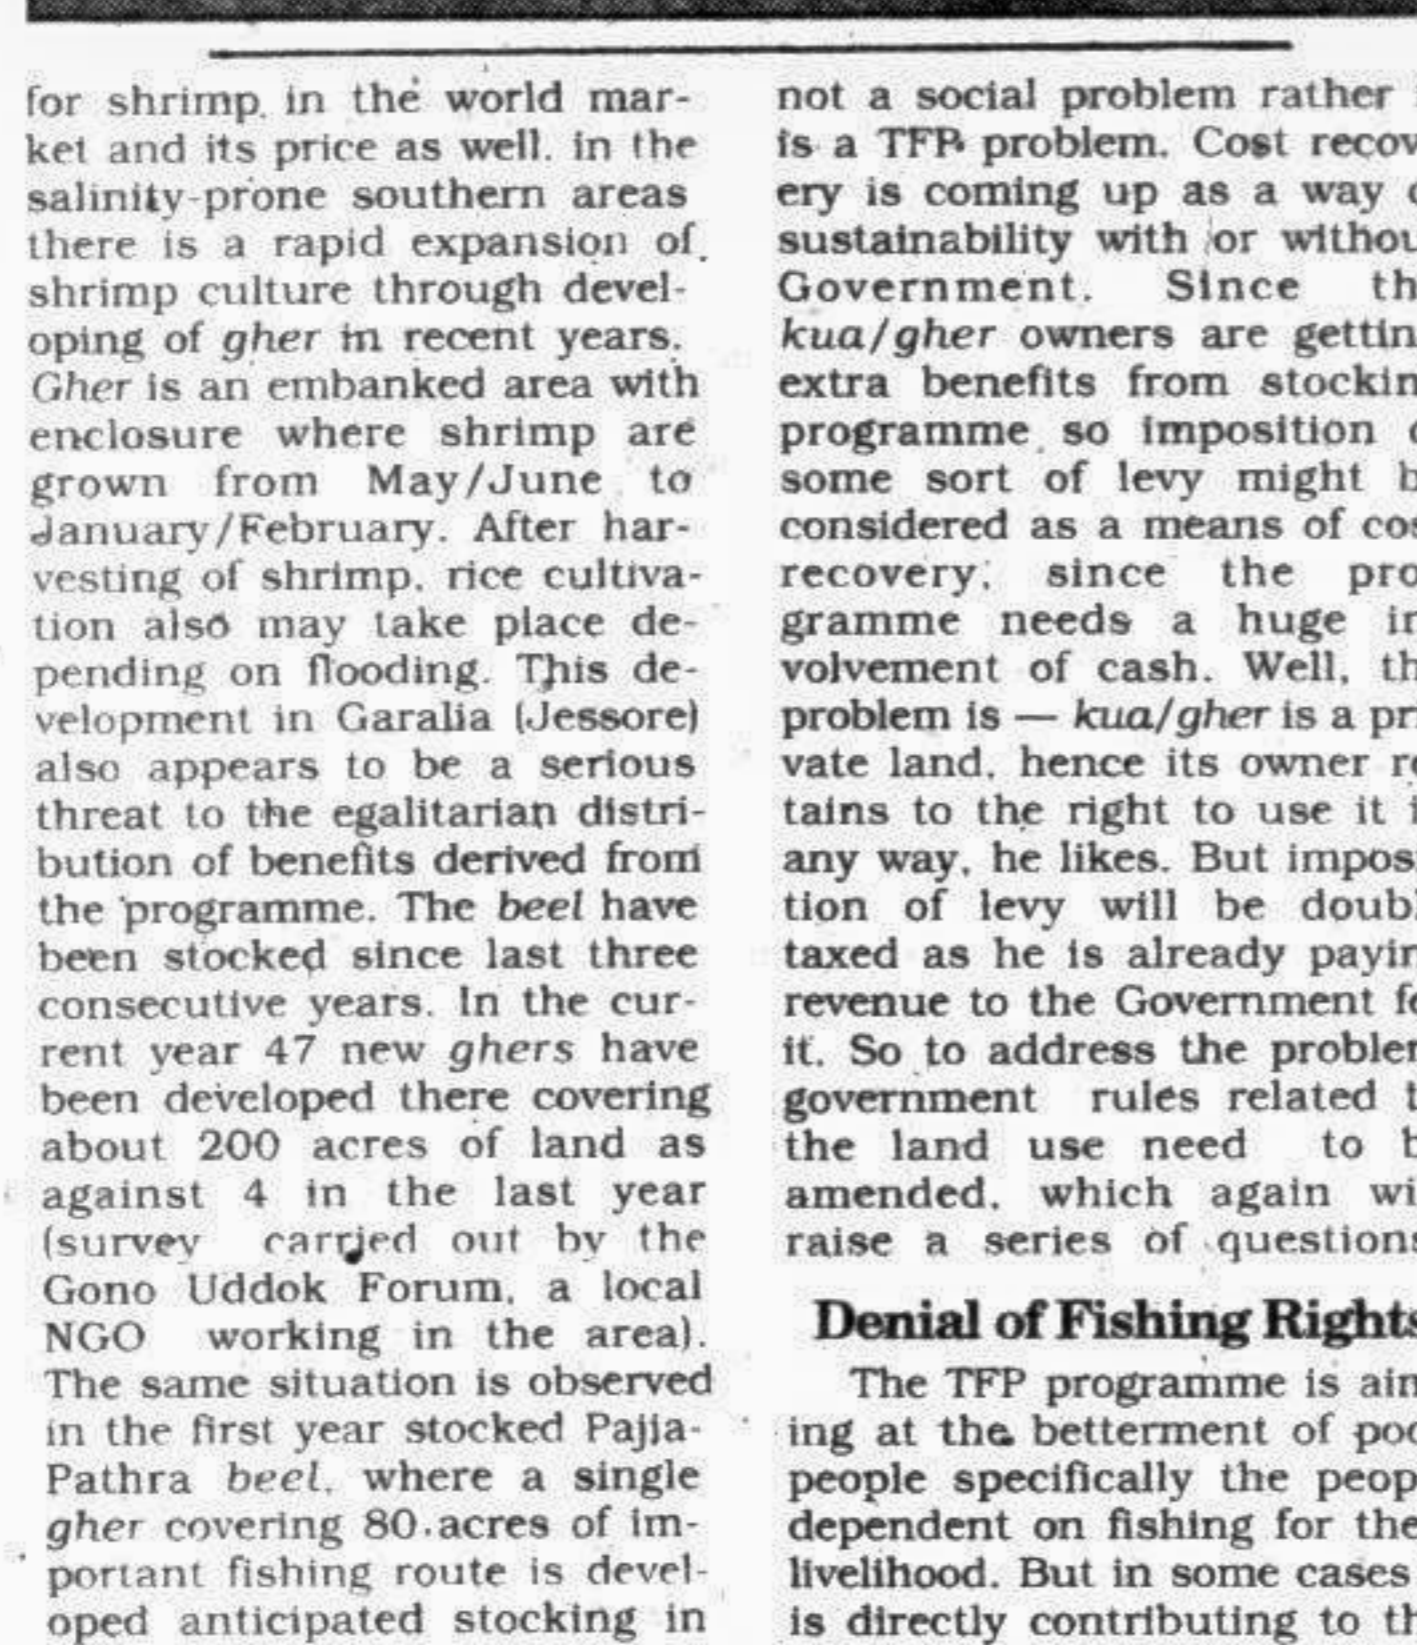 for shrimp in the world mar-
ket and its price as well. in the
salinity-prone southern areas
there is a rapid expansion of
shrimp culture through devel-
oping of gher in recent years.
Gher is an embanked area with
enclosure where shrimp are
grown from May/June to
January/February. After har-
vesting of shrimp, rice cultiva-
tion also may take place de-
pending on flooding. This de-
velopment in Garalia (Jessore)
also appears to be a serious
threat to the egalitarian distri-
bution of benefits derived from
the programme. The beel have
been stocked since last three
consecutive years. In the cur-
rent year 47 new ghers have
been developed there covering
about 200 acres of land as
against 4 in the last year
(survey carried out by the
Gono Uddok Forum, a local
NGO working in the area).
The same situation is observed
in the first year stocked Pajia-
Pathra beel, where a single
gher covering 80 acres of im-
portant fishing route is devel-
oped anticipated stocking in
not a social problem rather
is a TFP problem. Cost recov
ery is coming up as a way
sustainability with or withou
Government. Since th
kua/gher owners are gettin
extra benefits from stockin
programme so imposition
some sort of levy might b
considered as a means of cos
recovery, since the pro
gramme needs a huge in
volvement of cash. Well, th
problem is — kua/gher is a pri
vate land, hence its owner re
tains to the right to use it i
any way, he likes. But imposi
tion of levy will be doubl
taxed as he is already payin
revenue to the Government fo
it. So to address the problem
government rules related t
the land use need to b
amended, which again wi
raise a series of questions
Denial of Fishing Rights
The TFP programme is aim
ing at the betterment of poo
people specifically the peop
dependent on fishing for the
livelihood. But in some cases
is directly contributing to th